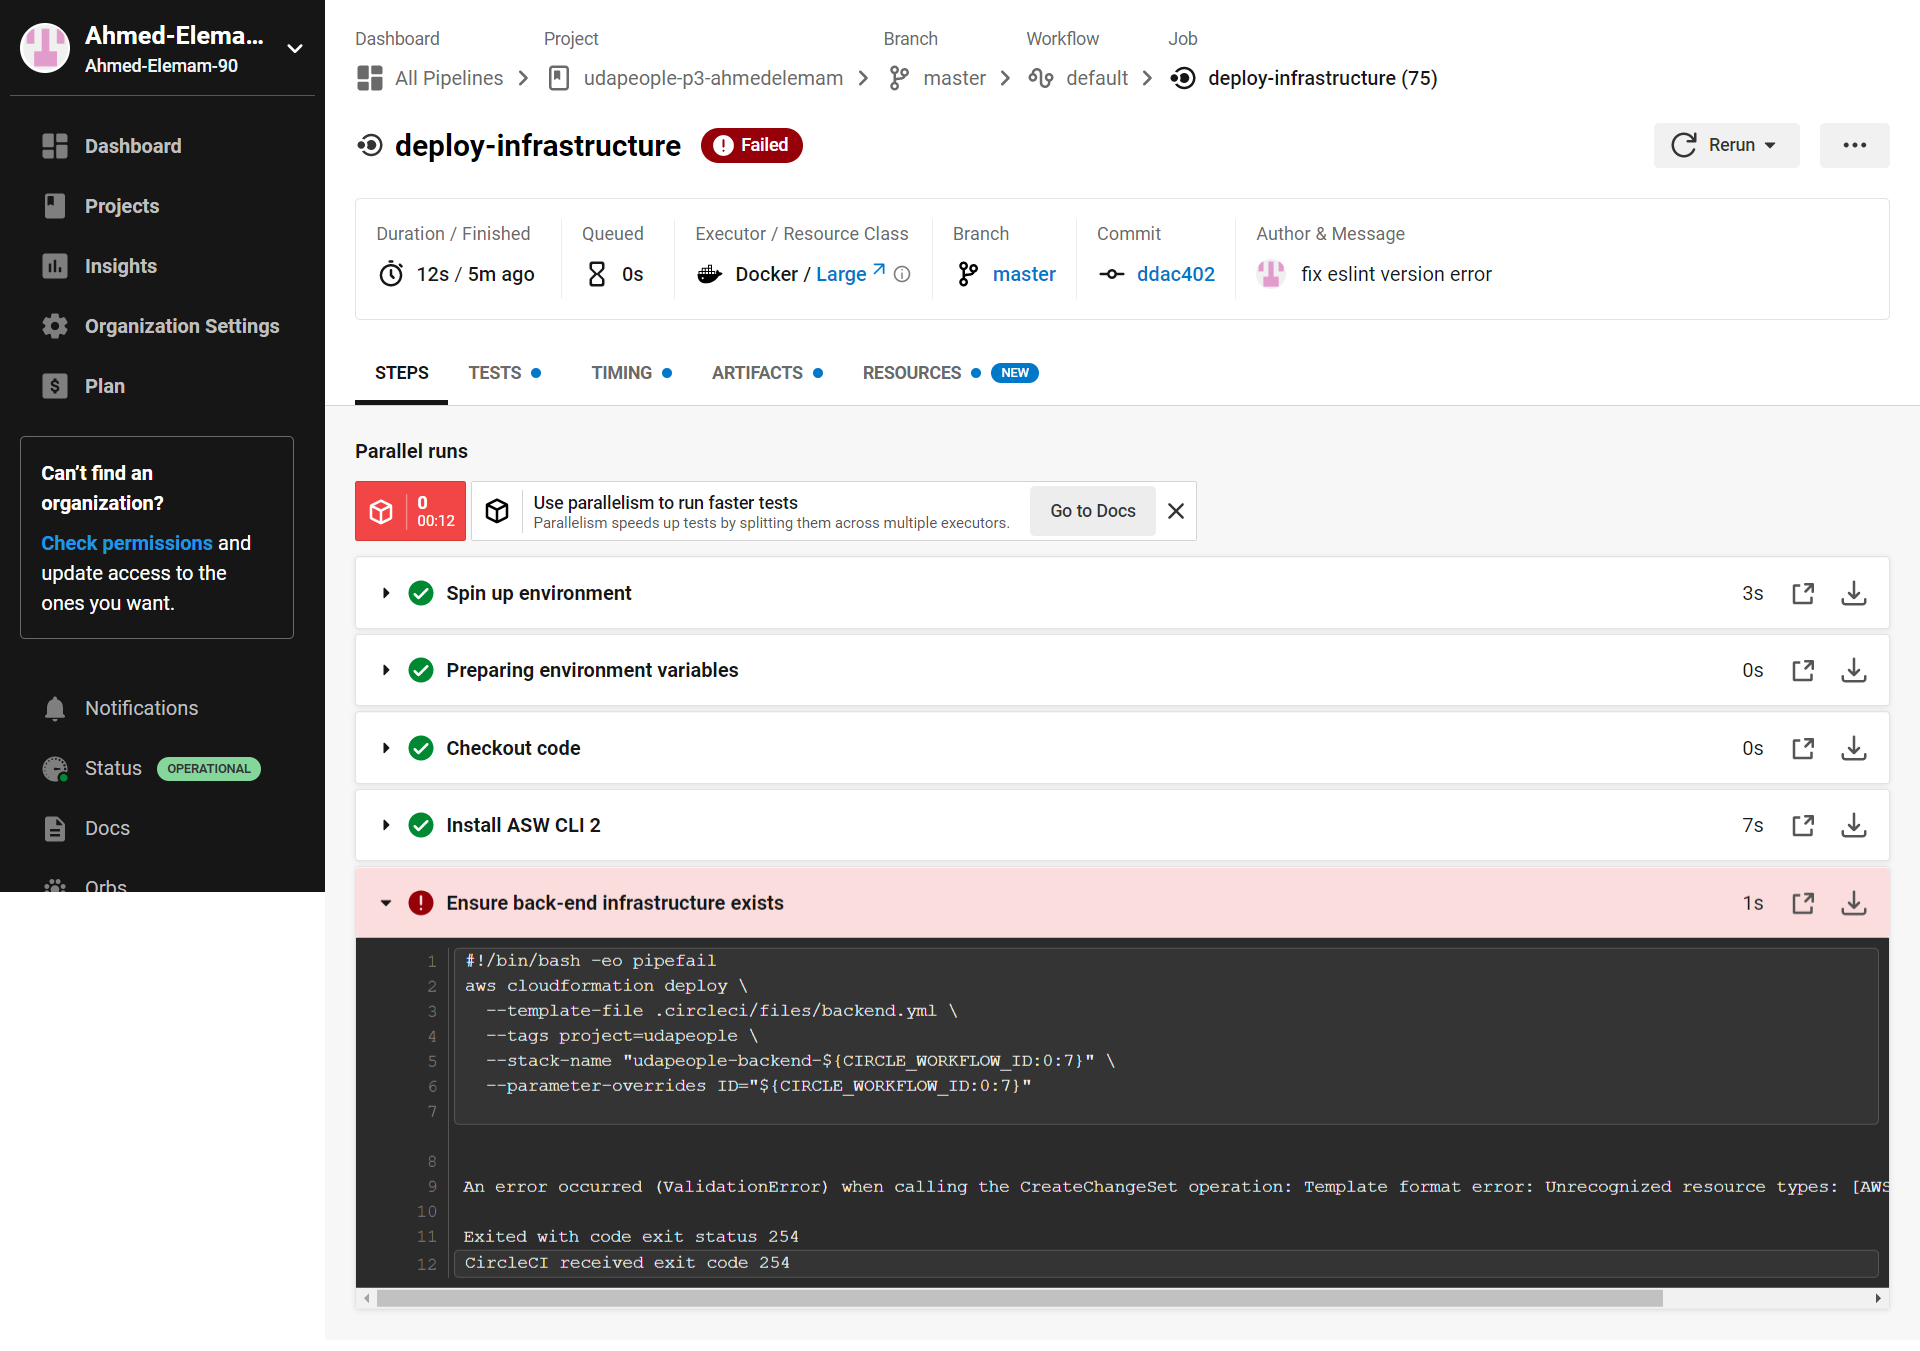 Ahmed-Elema...
Ahmed-Elemam-90
Dashboard
Projects
Insights
Organization Settings
Plan
Can't find an
organization?
Check permissions and
update access to the
ones you want.
Notifications
Status OPERATIONAL
Docs
Orbs
Dashboard Project Branch Workflow Job
All Pipelines udapeople-p3-ahmedelemam master default deploy-infrastructure (75)
deploy-infrastructure Failed
Rerun
Duration / Finished Queued Executor / Resource Class Branch Commit Author & Message
12s / 5m ago 0s Docker / Large master ddac402 fix eslint version error
STEPS TESTS TIMING ARTIFACTS RESOURCES NEW
Parallel runs
0
00:12
Use parallelism to run faster tests
Parallelism speeds up tests by splitting them across multiple executors.
Go to Docs
Spin up environment 3s
Preparing environment variables 0s
Checkout code 0s
Install ASW CLI 2 7s
Ensure back-end infrastructure exists 1s
1 #!/bin/bash -eo pipefail
2 aws cloudformation deploy \
3 --template-file .circleci/files/backend.yml \
4 --tags project=udapeople \
5 --stack-name "udapeople-backend-${CIRCLE_WORKFLOW_ID:0:7}" \
6 --parameter-overrides ID="${CIRCLE_WORKFLOW_ID:0:7}"
7
8
9 An error occurred (ValidationError) when calling the CreateChangeSet operation: Template format error: Unrecognized resource types: [AWS
10
11 Exited with code exit status 254
12 CircleCI received exit code 254